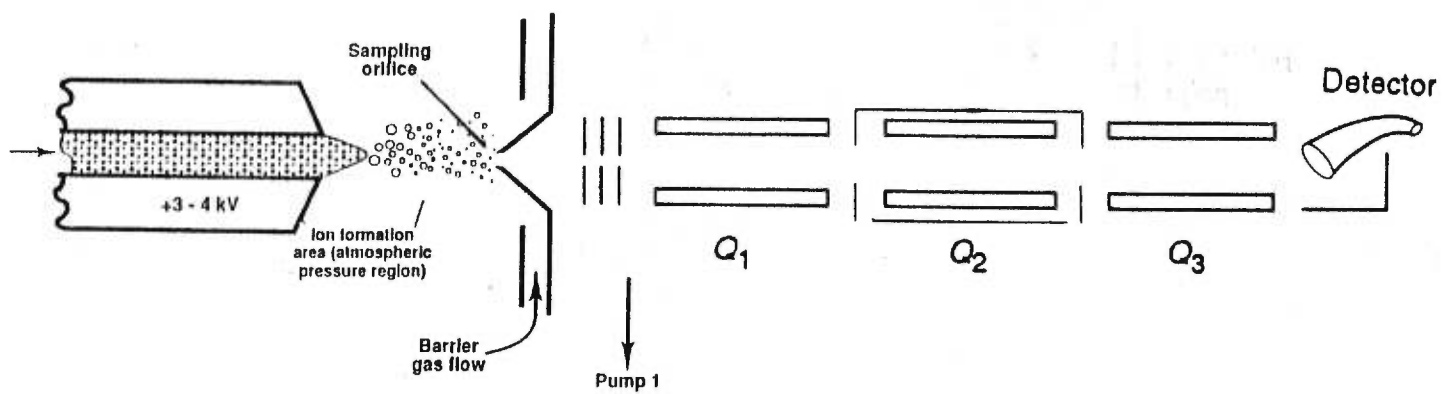 Sampling
orifice
Detector
+3 - 4 kV
Ion formation
area (atmospheric
pressure region)
Q1
Q2
Q3
Barrier
gas flow
Pump 1